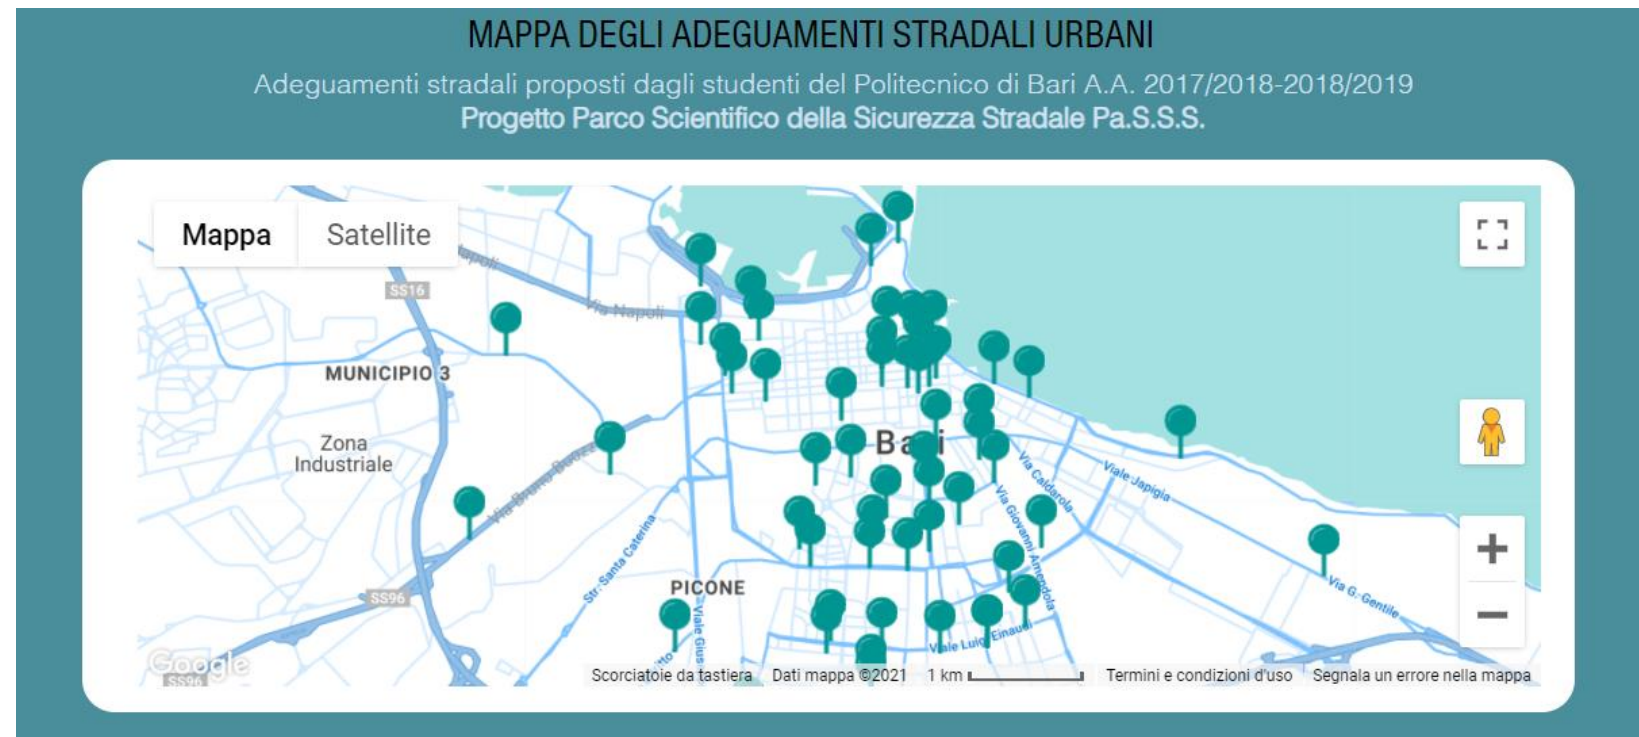 MAPPA DEGLI ADEGUAMENTI STRADALI URBANI
Adeguamenti stradali proposti dagli studenti del Politecnico di Bari A.A. 2017/2018-2018/2019
Progetto Parco Scientifico della Sicurezza Stradale Pa.S.S.S.
Mappa Satellite
SS16
Via Napoli
MUNICIPIO 3
Zona
Industriale
Bari
Via Caldarola
Viale Japigia
Via Giovanni Amendola
Str. Santa Caterina
PICONE
SS96
Via G. Gentile
Viale Luigi Einaudi
Google
SS96
Scorciatoie da tastiera Dati mappa ©2021 1 km Termini e condizioni d'uso Segnala un errore nella mappa